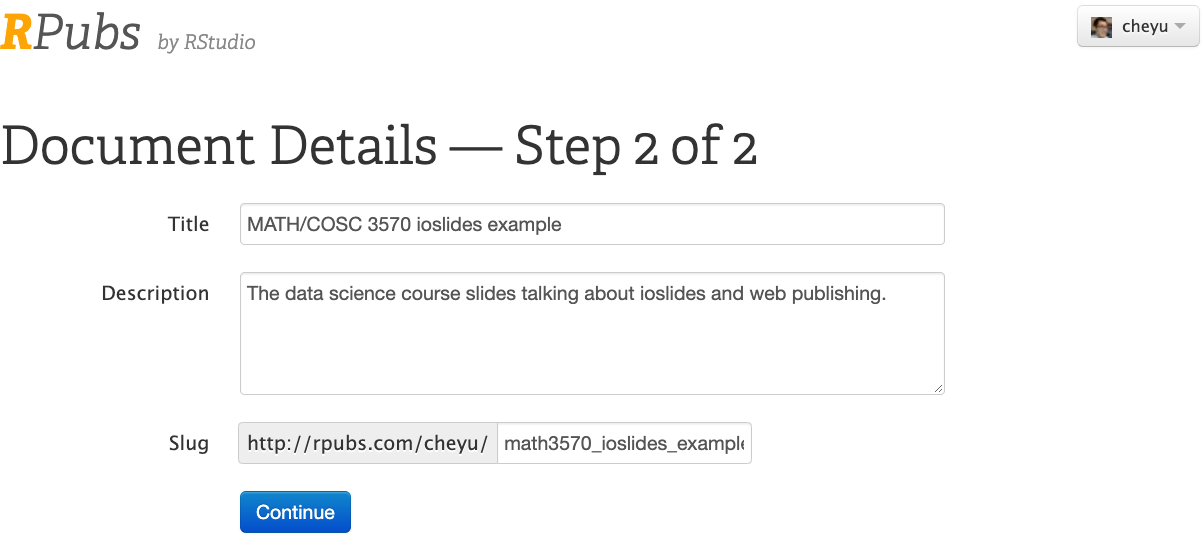 RPubs by RStudio
cheyu
Document Details — Step 2 of 2
Title MATH/COSC 3570 ioslides example
Description The data science course slides talking about ioslides and web publishing.
Slug http://rpubs.com/cheyu/ math3570_ioslides_example
Continue